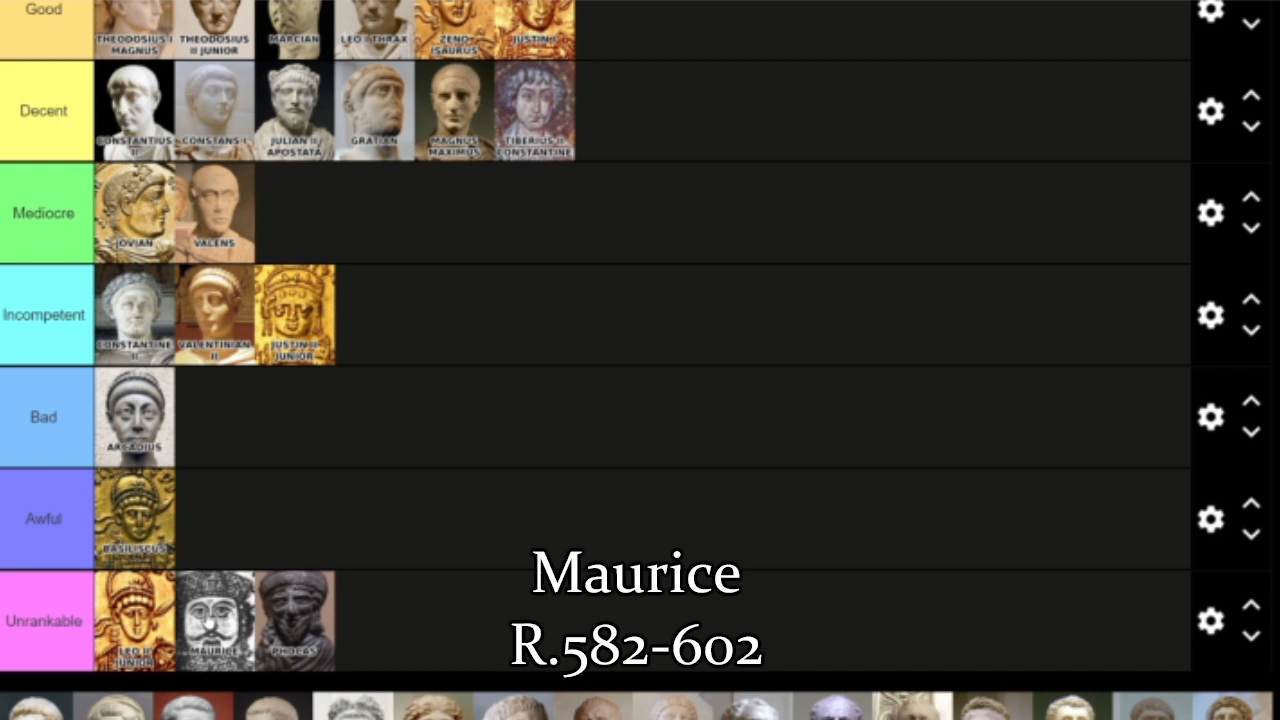 Good
THEODOSIUS I
MAGNUS
THEODOSIUS
II JUNIOR
MARCIAN
LEO I THRAX
ZENO
ISAURUS
JUSTIN I
Decent
CONSTANTIUS
II
CONSTANS I
JULIAN II
APOSTATA
GRATIAN
MAGNUS
MAXIMUS
TIBERIUS II
CONSTANTINE
Mediocre
JOVIAN
VALENS
Incompetent
CONSTANTINE
II
VALENTINIAN
II
JUSTIN II
JUNIOR
Bad
ARCADIUS
Awful
BASILISCUS
Unrankable
LEO II
JUNIOR
MAURICE
PHOCAS
Maurice
R.582-602